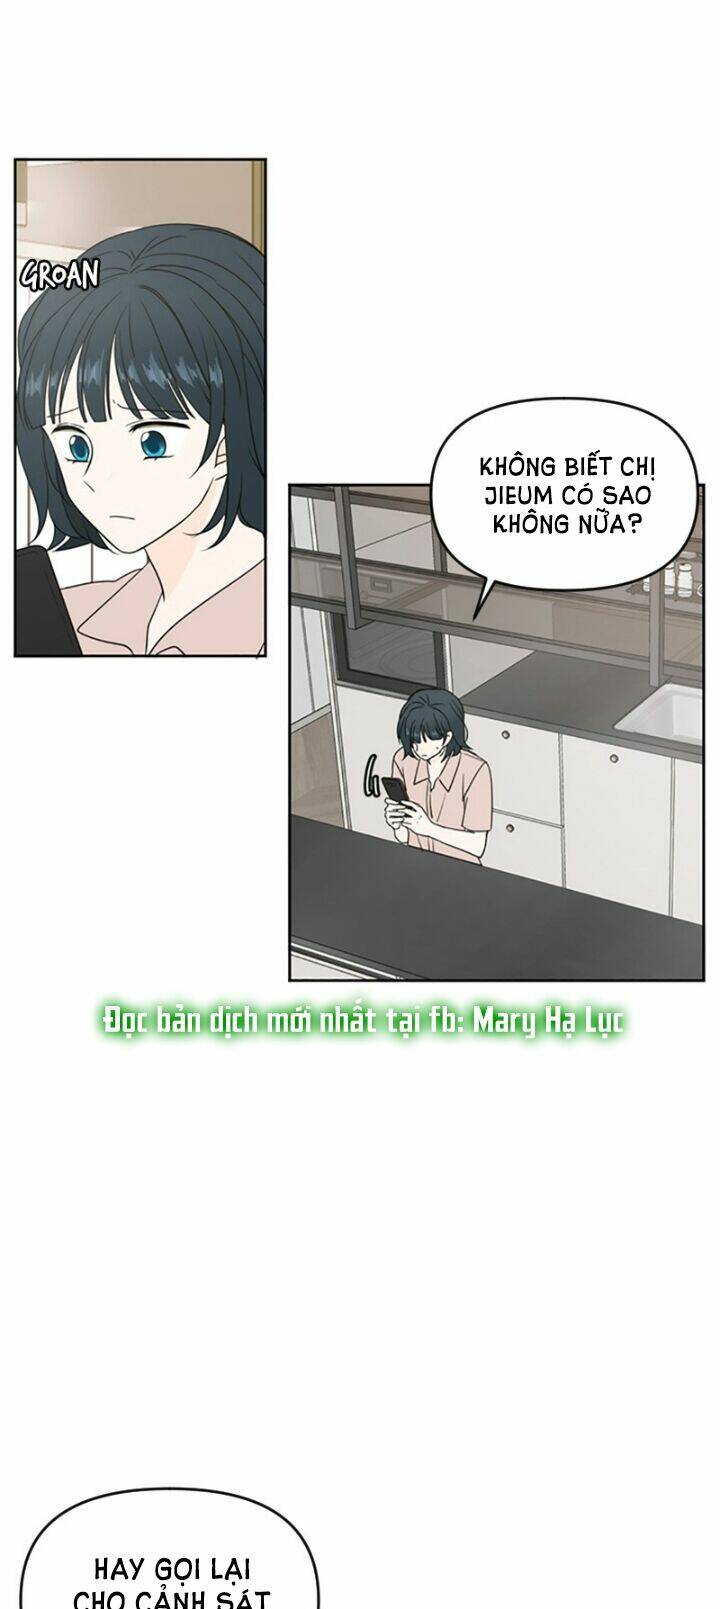 GROAN
KHÔNG BIẾT CHỊ
JIEUM CÓ SAO
KHÔNG NỮA?
Đọc bản dịch mới nhất tại fb: Mary Hạ Lục
HAY GỌI LẠI
CHO CẢNH SÁT